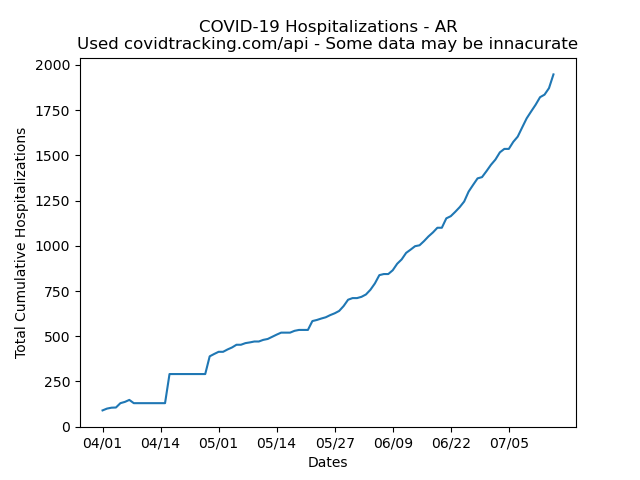 COVID-19 Hospitalizations - AR
Used covidtracking.com/api - Some data may be innacurate
Total Cumulative Hospitalizations
2000
1750
1500
1250
1000
750
500
250
0
04/01 04/14 05/01 05/14 05/27 06/09 06/22 07/05
Dates